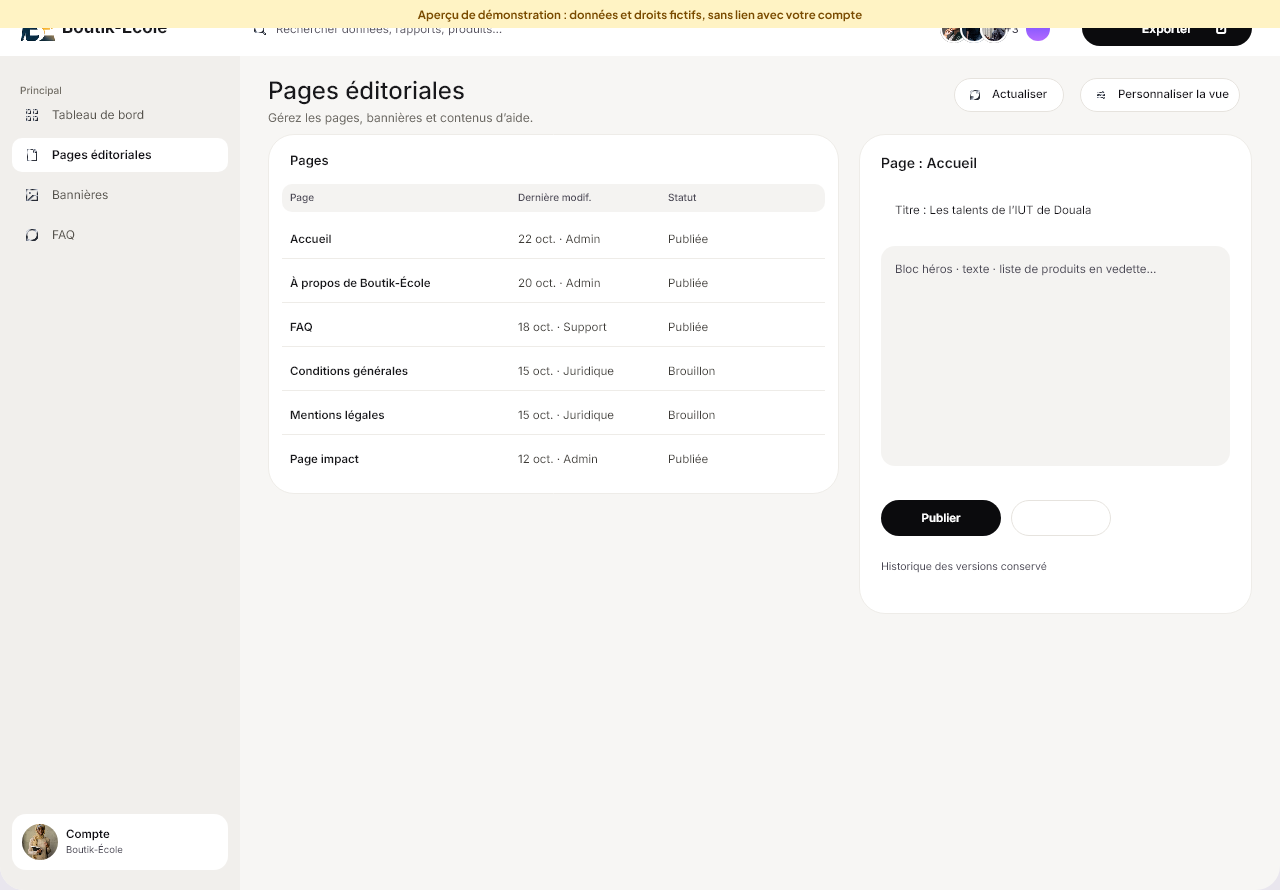 Aperçu de démonstration : données et droits fictifs, sans lien avec votre compte
Boutik-École
Rechercher données, rapports, produits...
+3
Exporter
Principal
Tableau de bord
Pages éditoriales
Bannières
FAQ
Pages éditoriales
Gérez les pages, bannières et contenus d’aide.
Actualiser
Personnaliser la vue
Pages
Page Dernière modif. Statut
Accueil 22 oct. · Admin Publiée
À propos de Boutik-École 20 oct. · Admin Publiée
FAQ 18 oct. · Support Publiée
Conditions générales 15 oct. · Juridique Brouillon
Mentions légales 15 oct. · Juridique Brouillon
Page impact 12 oct. · Admin Publiée
Page : Accueil
Titre : Les talents de l’IUT de Douala
Bloc héros · texte · liste de produits en vedette...
Publier
Historique des versions conservé
Compte
Boutik-École